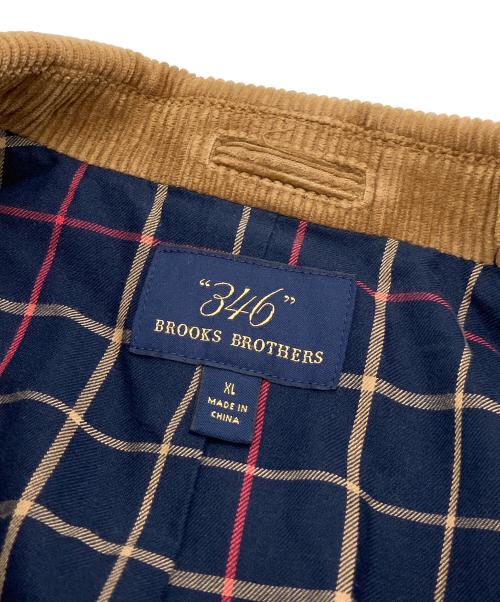 "346"
BROOKS BROTHERS
XL
MADE IN
CHINA